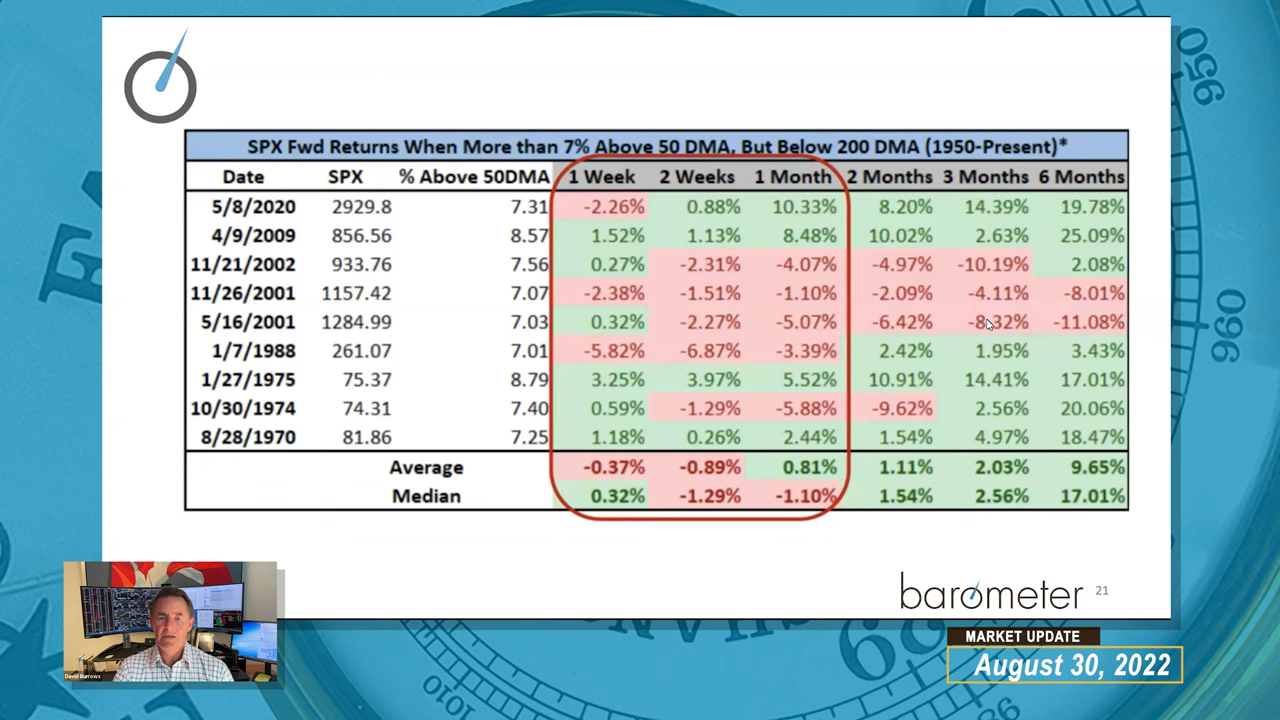 SPX Fwd Returns When More than 7% Above 50 DMA, But Below 200 DMA (1950-Present)*
Date SPX % Above 50DMA 1 Week 2 Weeks 1 Month 2 Months 3 Months 6 Months
5/8/2020 2929.8 7.31 -2.26% 0.88% 10.33% 8.20% 14.39% 19.78%
4/9/2009 856.56 8.57 1.52% 1.13% 8.48% 10.02% 2.63% 25.09%
11/21/2002 933.76 7.56 0.27% -2.31% -4.07% -4.97% -10.19% 2.08%
11/26/2001 1157.42 7.07 -2.38% -1.51% -1.10% -2.09% -4.11% -8.01%
5/16/2001 1284.99 7.03 0.32% -2.27% -5.07% -6.42% -8.32% -11.08%
1/7/1988 261.07 7.01 -5.82% -6.87% -3.39% 2.42% 1.95% 3.43%
1/27/1975 75.37 8.79 3.25% 3.97% 5.52% 10.91% 14.41% 17.01%
10/30/1974 74.31 7.40 0.59% -1.29% -5.88% -9.62% 2.56% 20.06%
8/28/1970 81.86 7.25 1.18% 0.26% 2.44% 1.54% 4.97% 18.47%
Average -0.37% -0.89% 0.81% 1.11% 2.03% 9.65%
Median 0.32% -1.29% -1.10% 1.54% 2.56% 17.01%
barometer 21
MARKET UPDATE
August 30, 2022
David Burrows
950
960
100
98